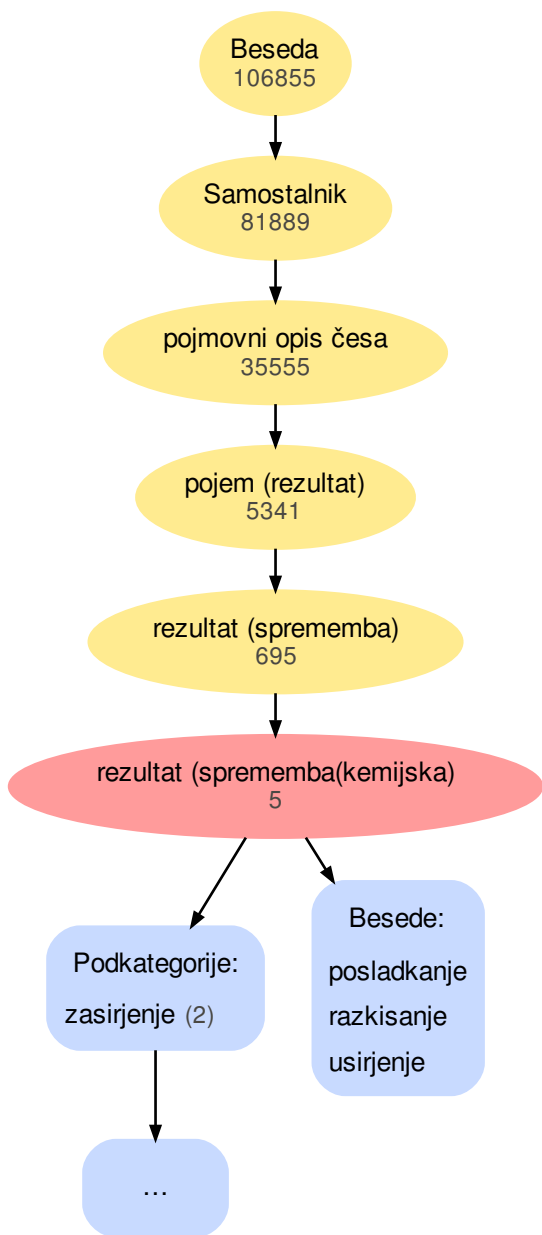 Beseda
106855
Samostalnik
81889
pojmovni opis česa
35555
pojem (rezultat)
5341
rezultat (sprememba)
695
rezultat (sprememba(kemijska)
5
Podkategorije:
zasirjenje (2)
Besede:
posladkanje
razkisanje
usirjenje
...